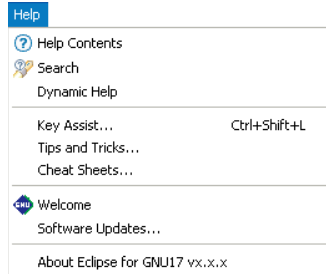 Help
Help Contents
Search
Dynamic Help
Key Assist... Ctrl+Shift+L
Tips and Tricks...
Cheat Sheets...
GNU Welcome
Software Updates...
About Eclipse for GNU17 vx.x.x